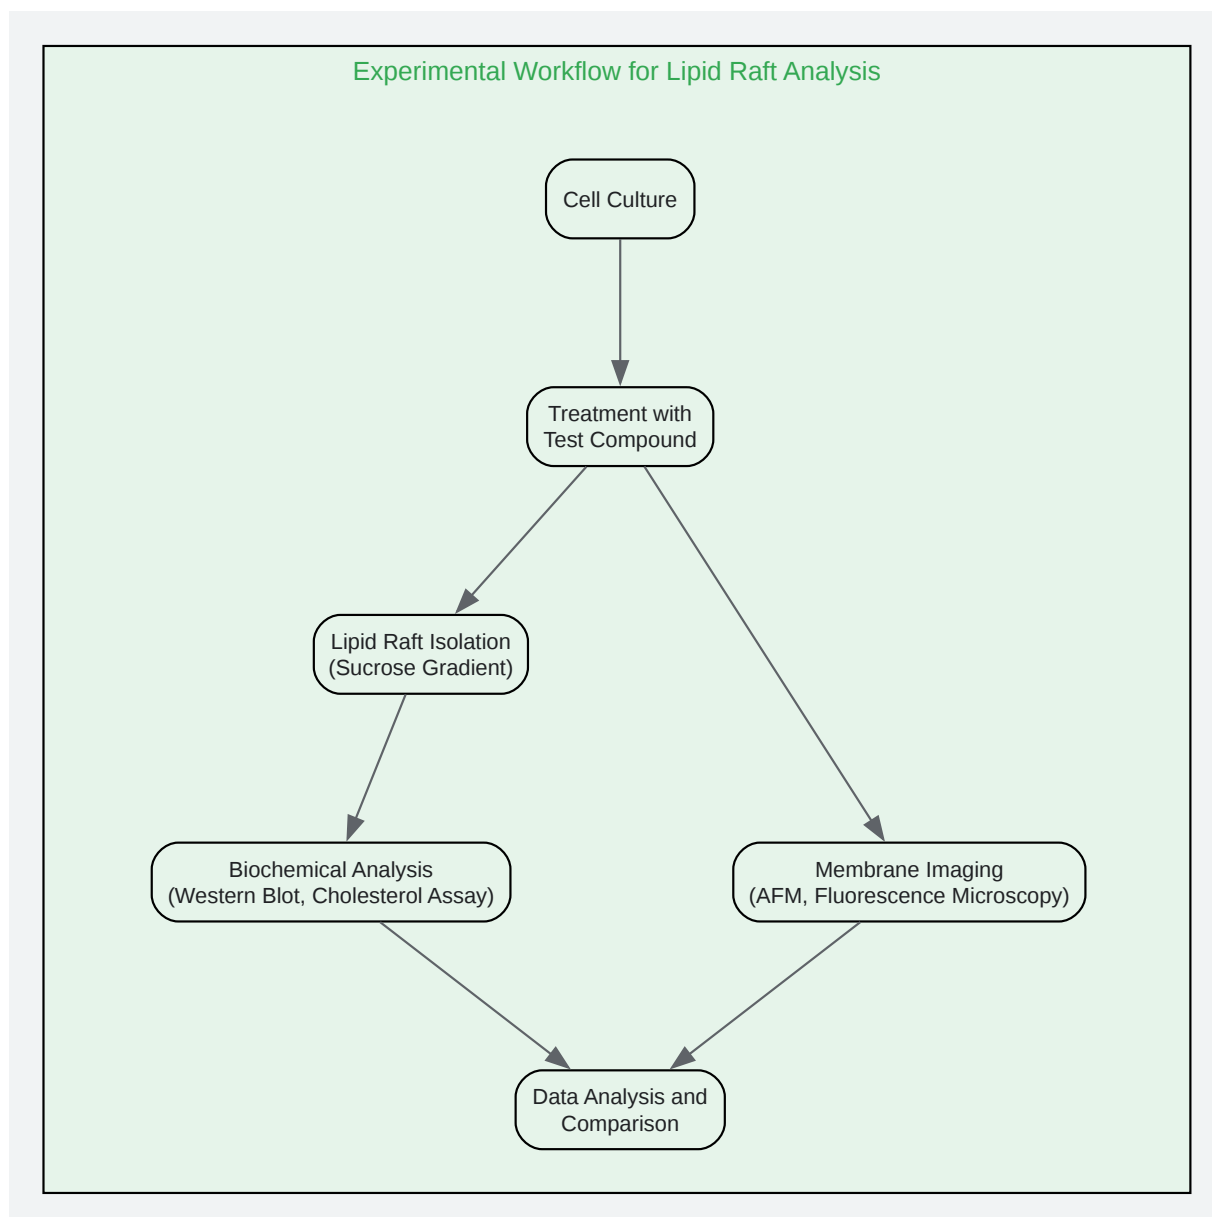 Experimental Workflow for Lipid Raft Analysis
Cell Culture
Treatment with
Test Compound
Lipid Raft Isolation
(Sucrose Gradient)
Biochemical Analysis
(Western Blot, Cholesterol Assay)
Membrane Imaging
(AFM, Fluorescence Microscopy)
Data Analysis and
Comparison